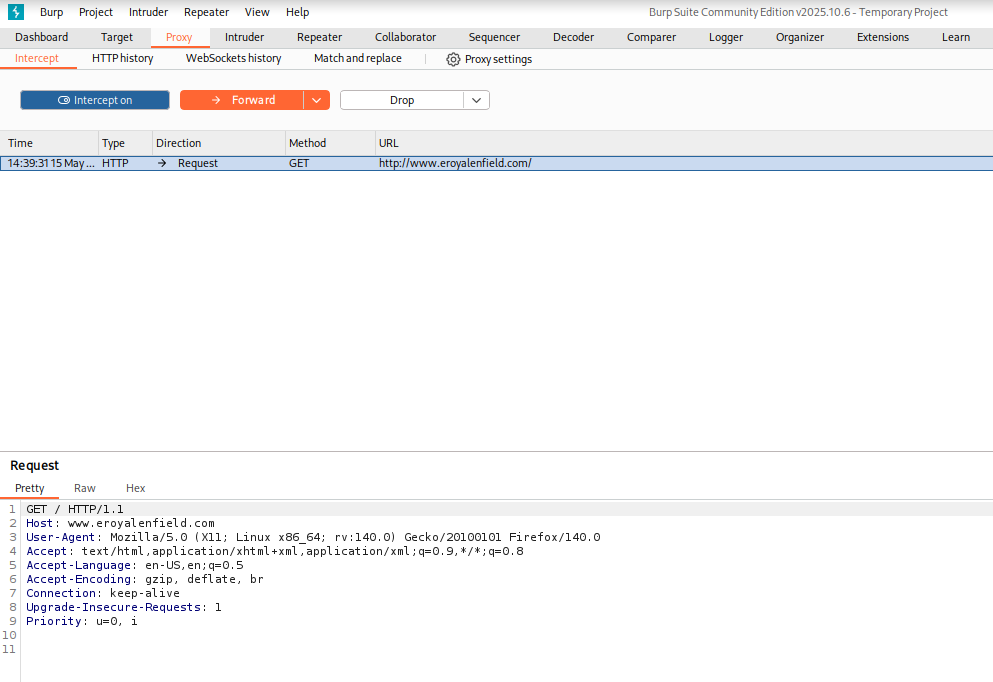 Burp Project Intruder Repeater View Help Burp Suite Community Edition v2025.10.6 - Temporary Project
Dashboard Target Proxy Intruder Repeater Collaborator Sequencer Decoder Comparer Logger Organizer Extensions Learn
Intercept HTTP history WebSockets history Match and replace Proxy settings
Intercept on Forward Drop
Time Type Direction Method URL
14:39:31 15 May ... HTTP Request GET http://www.eroyalenfield.com/
Request
Pretty Raw Hex
1 GET / HTTP/1.1
2 Host: www.eroyalenfield.com
3 User-Agent: Mozilla/5.0 (X11; Linux x86_64; rv:140.0) Gecko/20100101 Firefox/140.0
4 Accept: text/html,application/xhtml+xml,application/xml;q=0.9,*/*;q=0.8
5 Accept-Language: en-US,en;q=0.5
6 Accept-Encoding: gzip, deflate, br
7 Connection: keep-alive
8 Upgrade-Insecure-Requests: 1
9 Priority: u=0, i
10
11